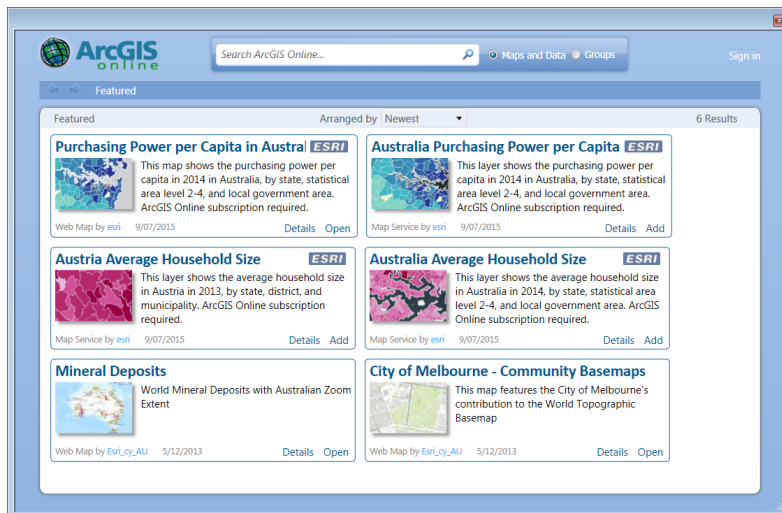 ArcGIS
online
Search ArcGIS Online...
Maps and Data
Groups
Sign in
Featured
Featured
Arranged by Newest
6 Results
Purchasing Power per Capita in Austral
ESRI
This map shows the purchasing power per
capita in 2014 in Australia, by state, statistical
area level 2-4, and local government area.
ArcGIS Online subscription required.
Web Map by esri 9/07/2015
Details Open
Australia Purchasing Power per Capita
ESRI
This layer shows the purchasing power per
capita in 2014 in Australia, by state, statistical
area level 2-4, and local government area.
ArcGIS Online subscription required.
Map Service by esri 9/07/2015
Details Add
Austria Average Household Size
ESRI
This layer shows the average household size
in Austria in 2013, by state, district, and
municipality. ArcGIS Online subscription
required.
Map Service by esri 9/07/2015
Details Add
Australia Average Household Size
ESRI
This layer shows the average household size
in Australia in 2014, by state, statistical area
level 2-4, and local government area. ArcGIS
Online subscription required.
Map Service by esri 9/07/2015
Details Add
Mineral Deposits
World Mineral Deposits with Australian Zoom
Extent
Web Map by Esri_cy_AU 5/12/2013
Details Open
City of Melbourne - Community Basemaps
This map features the City of Melbourne's
contribution to the World Topographic
Basemap
Web Map by Esri_cy_AU 5/12/2013
Details Open